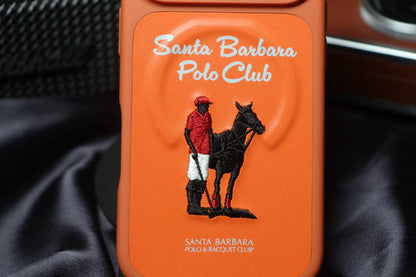 Santa Barbara
Polo Club
SANTA BARBARA
POLO & RACQUET CLUB®